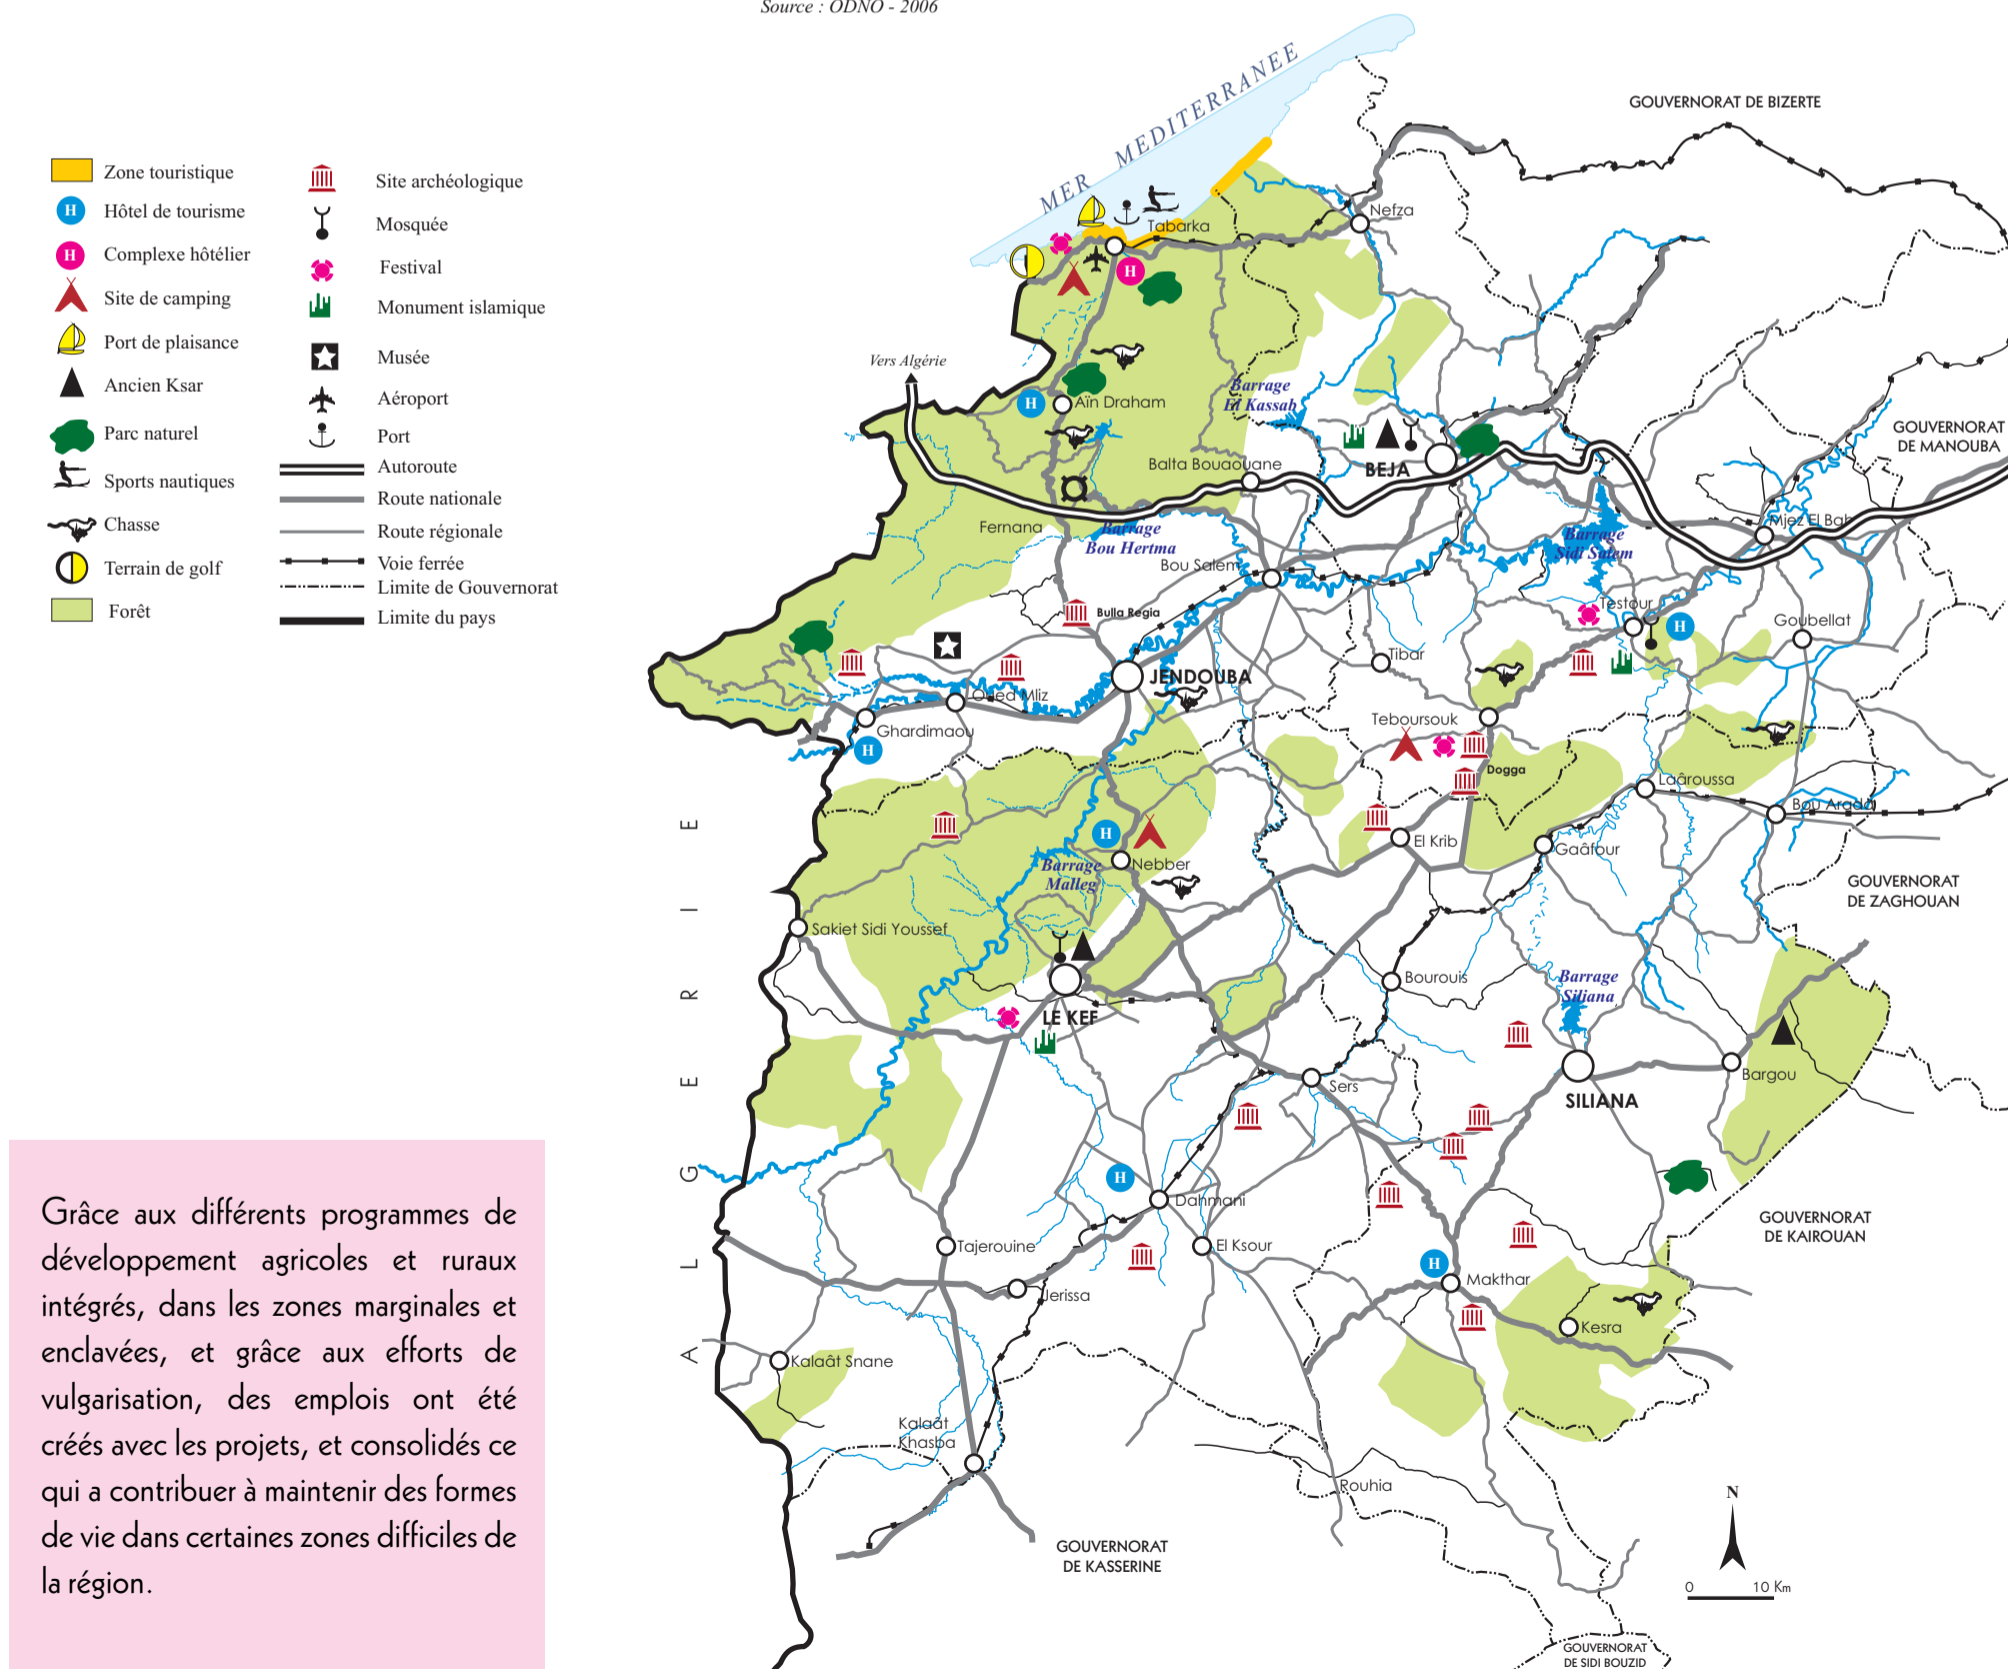 Source : ODNO - 2006
Zone touristique
Hôtel de tourisme
Complexe hôtélier
Site de camping
Port de plaisance
Ancien Ksar
Parc naturel
Sports nautiques
Chasse
Terrain de golf
Forêt
Site archéologique
Mosquée
Festival
Monument islamique
Musée
Aéroport
Port
Autoroute
Route nationale
Route régionale
Voie ferrée
Limite de Gouvernorat
Limite du pays
MER MEDITERRANEE
GOUVERNORAT DE BIZERTE
Nefza
Tabarka
Vers Algérie
Aïn Draham
Barrage
El Kassab
GOUVERNORAT
DE MANOUBA
BEJA
Balta Bouaouane
Fernana
Barrage
Bou Hertma
Mjez El Bab
Barrage
Sidi Salem
Bou Salem
Bulla Regia
Testour
Goubellat
Tibar
JENDOUBA
Oued Mliz
Ghardimaou
Teboursouk
Dogga
Laâroussa
Bou Arada
El Krib
Gaâfour
Barrage
Malleg
Nebber
GOUVERNORAT
DE ZAGHOUAN
Sakiet Sidi Youssef
Bourouis
Barrage
Siliana
LE KEF
Bargou
Sers
SILIANA
ALGERIE
Dahmani
GOUVERNORAT
DE KAIROUAN
Tajerouine
El Ksour
Makthar
Jerissa
Kesra
Kalaât Snane
Kalaât
Khasba
Rouhia
GOUVERNORAT
DE KASSERINE
N
0 10 Km
GOUVERNORAT
DE SIDI BOUZID
H
H
H
H
H
H
H
H
H
H
Grâce aux différents programmes de
développement agricoles et ruraux
intégrés, dans les zones marginales et
enclavées, et grâce aux efforts de
vulgarisation, des emplois ont été
créés avec les projets, et consolidés ce
qui a contribuer à maintenir des formes
de vie dans certaines zones difficiles de
la région.